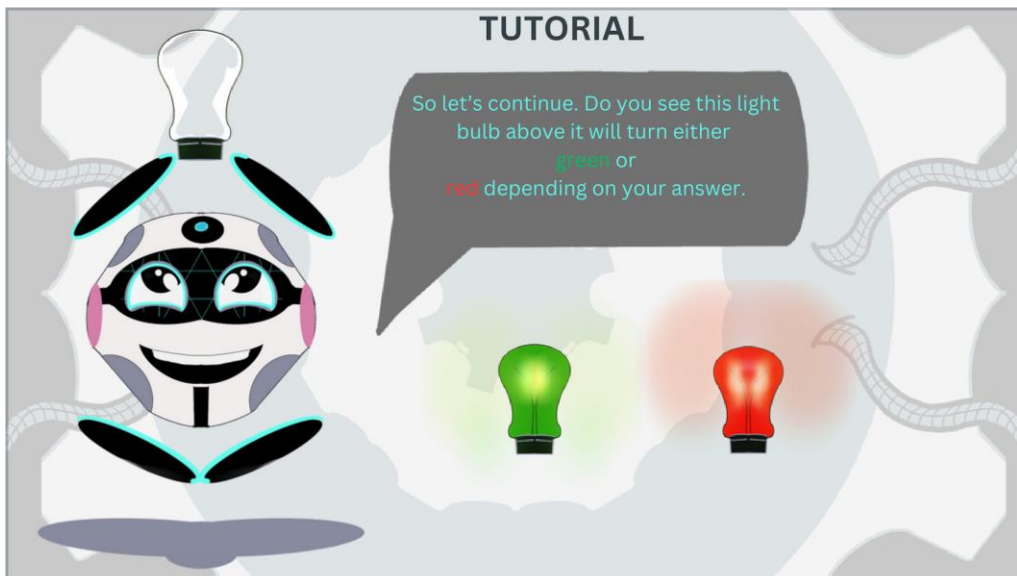 TUTORIAL
So let's continue. Do you see this light
bulb above it will turn either
green or
red depending on your answer.